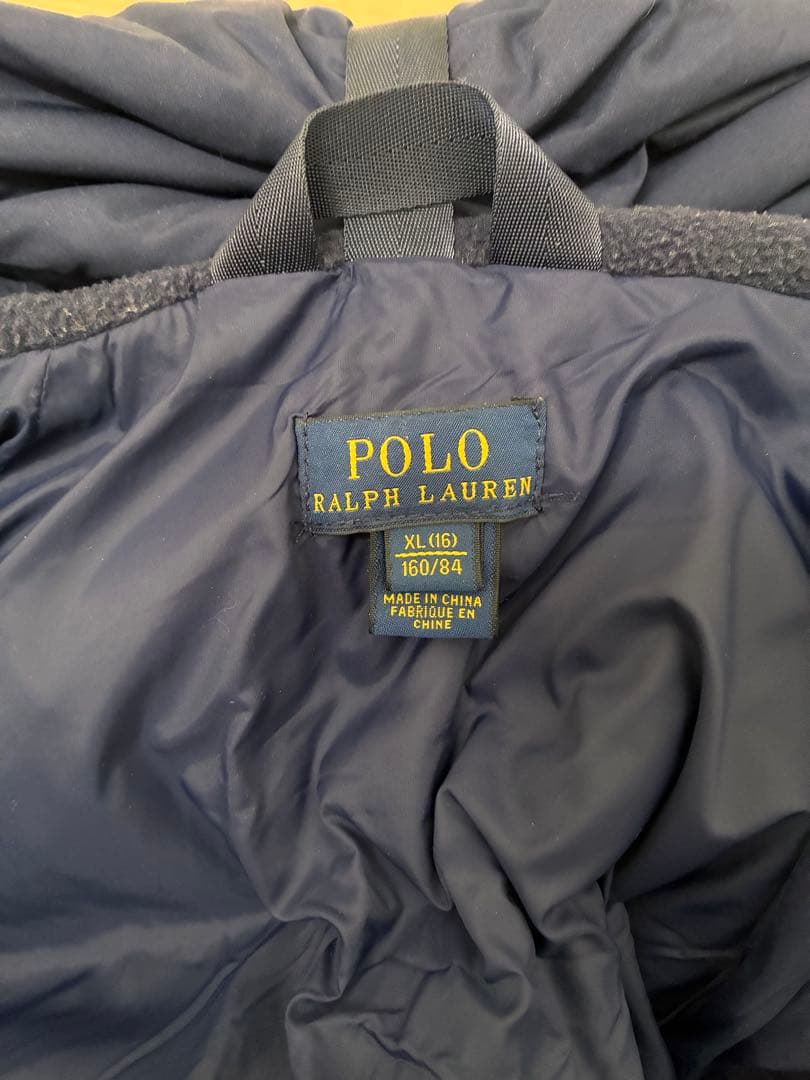 POLO
RALPH LAUREN
XL(16)
160/84
MADE IN CHINA
FABRIQUE EN
CHINE